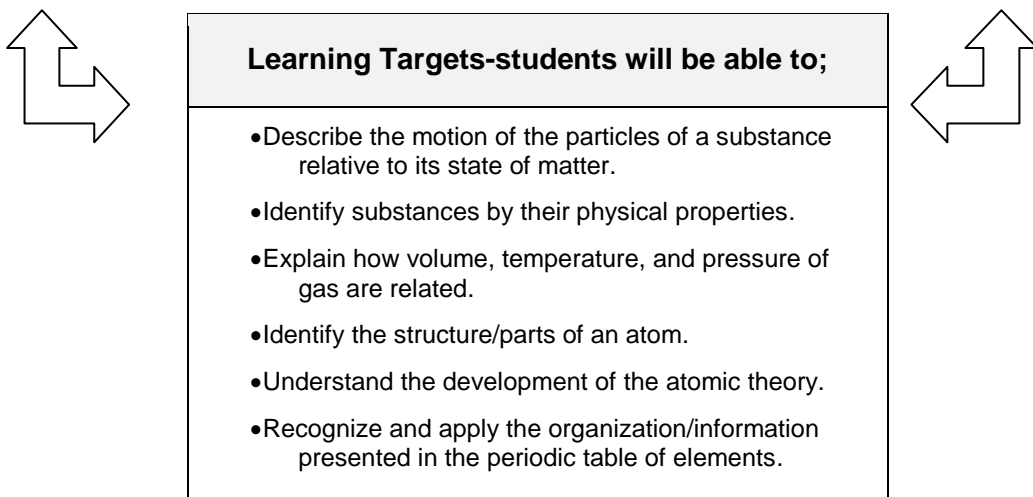 Learning Targets-students will be able to;
•Describe the motion of the particles of a substance
relative to its state of matter.
•Identify substances by their physical properties.
•Explain how volume, temperature, and pressure of
gas are related.
•Identify the structure/parts of an atom.
•Understand the development of the atomic theory.
•Recognize and apply the organization/information
presented in the periodic table of elements.